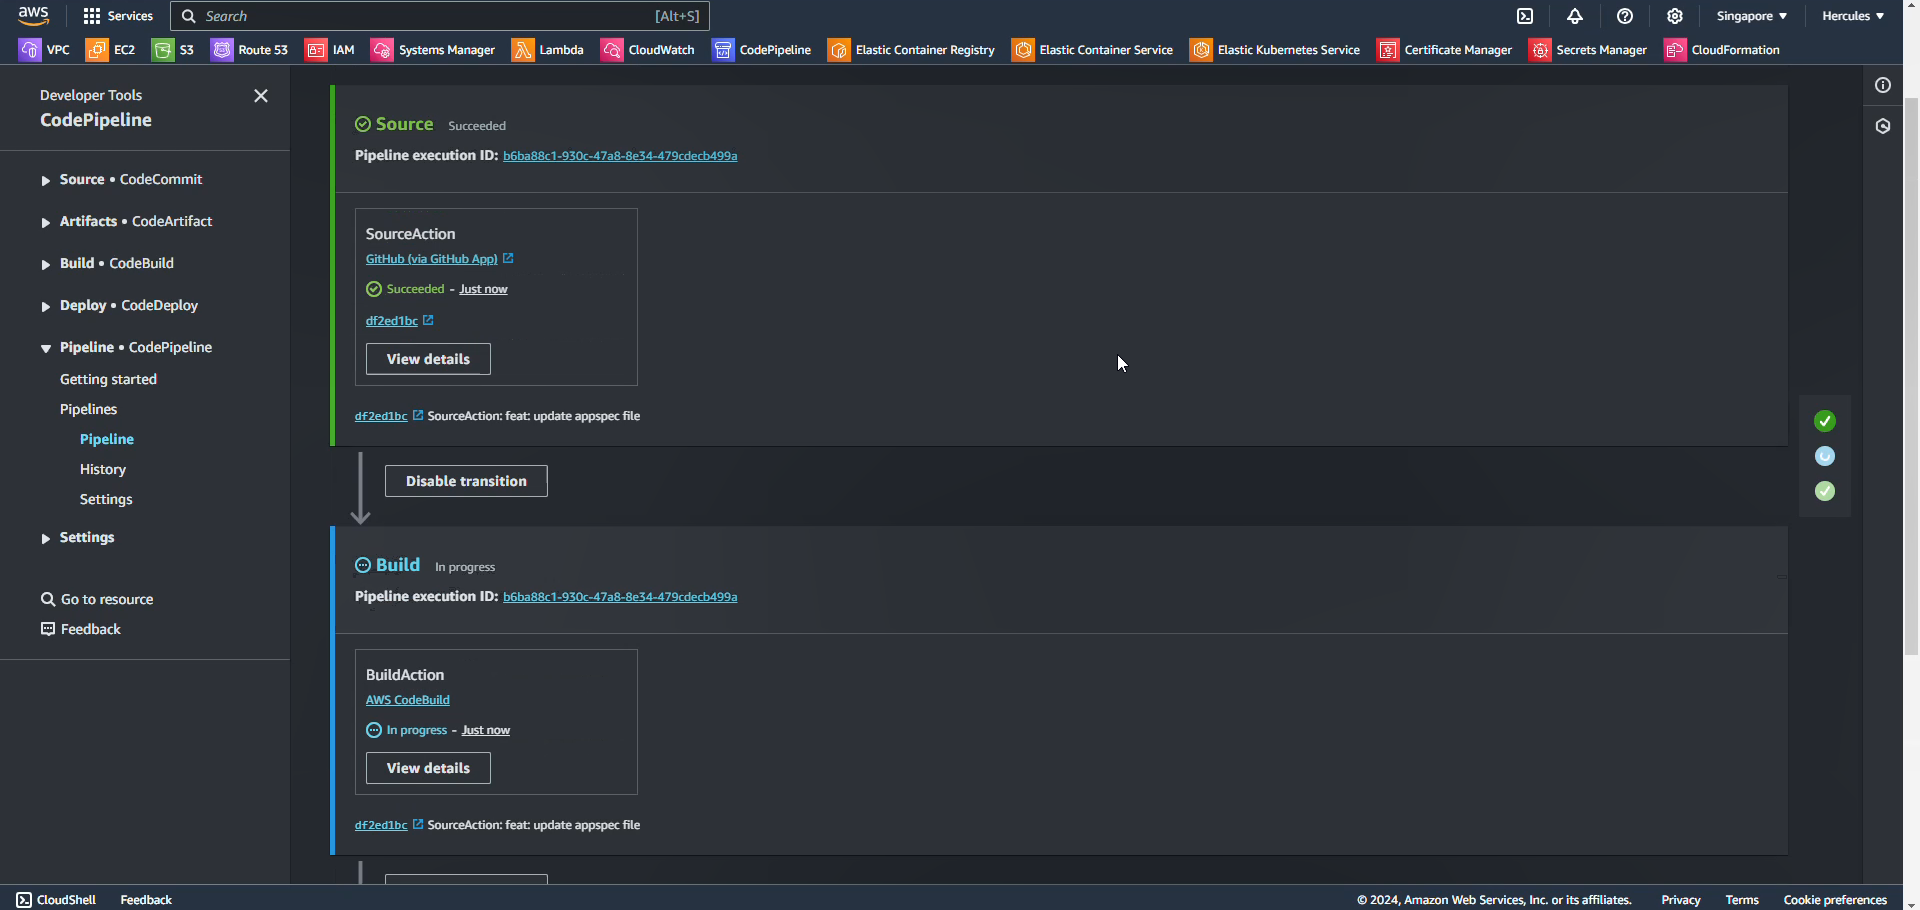 aws Services Search [Alt+S] Singapore ▼ Hercules ▼
VPC EC2 S3 Route 53 IAM Systems Manager Lambda CloudWatch CodePipeline Elastic Container Registry Elastic Container Service Elastic Kubernetes Service Certificate Manager Secrets Manager CloudFormation
Developer Tools
CodePipeline
Source • CodeCommit
Artifacts • CodeArtifact
Build • CodeBuild
Deploy • CodeDeploy
Pipeline • CodePipeline
Getting started
Pipelines
Pipeline
History
Settings
Settings
Go to resource
Feedback
Source Succeeded
Pipeline execution ID: b6ba88c1-930c-47a8-8e34-479cdecb499a
SourceAction
GitHub (via GitHub App)
Succeeded - Just now
df2ed1bc
View details
df2ed1bc SourceAction: feat: update appspec file
Disable transition
Build In progress
Pipeline execution ID: b6ba88c1-930c-47a8-8e34-479cdecb499a
BuildAction
AWS CodeBuild
In progress - Just now
View details
df2ed1bc SourceAction: feat: update appspec file
CloudShell Feedback © 2024, Amazon Web Services, Inc. or its affiliates. Privacy Terms Cookie preferences